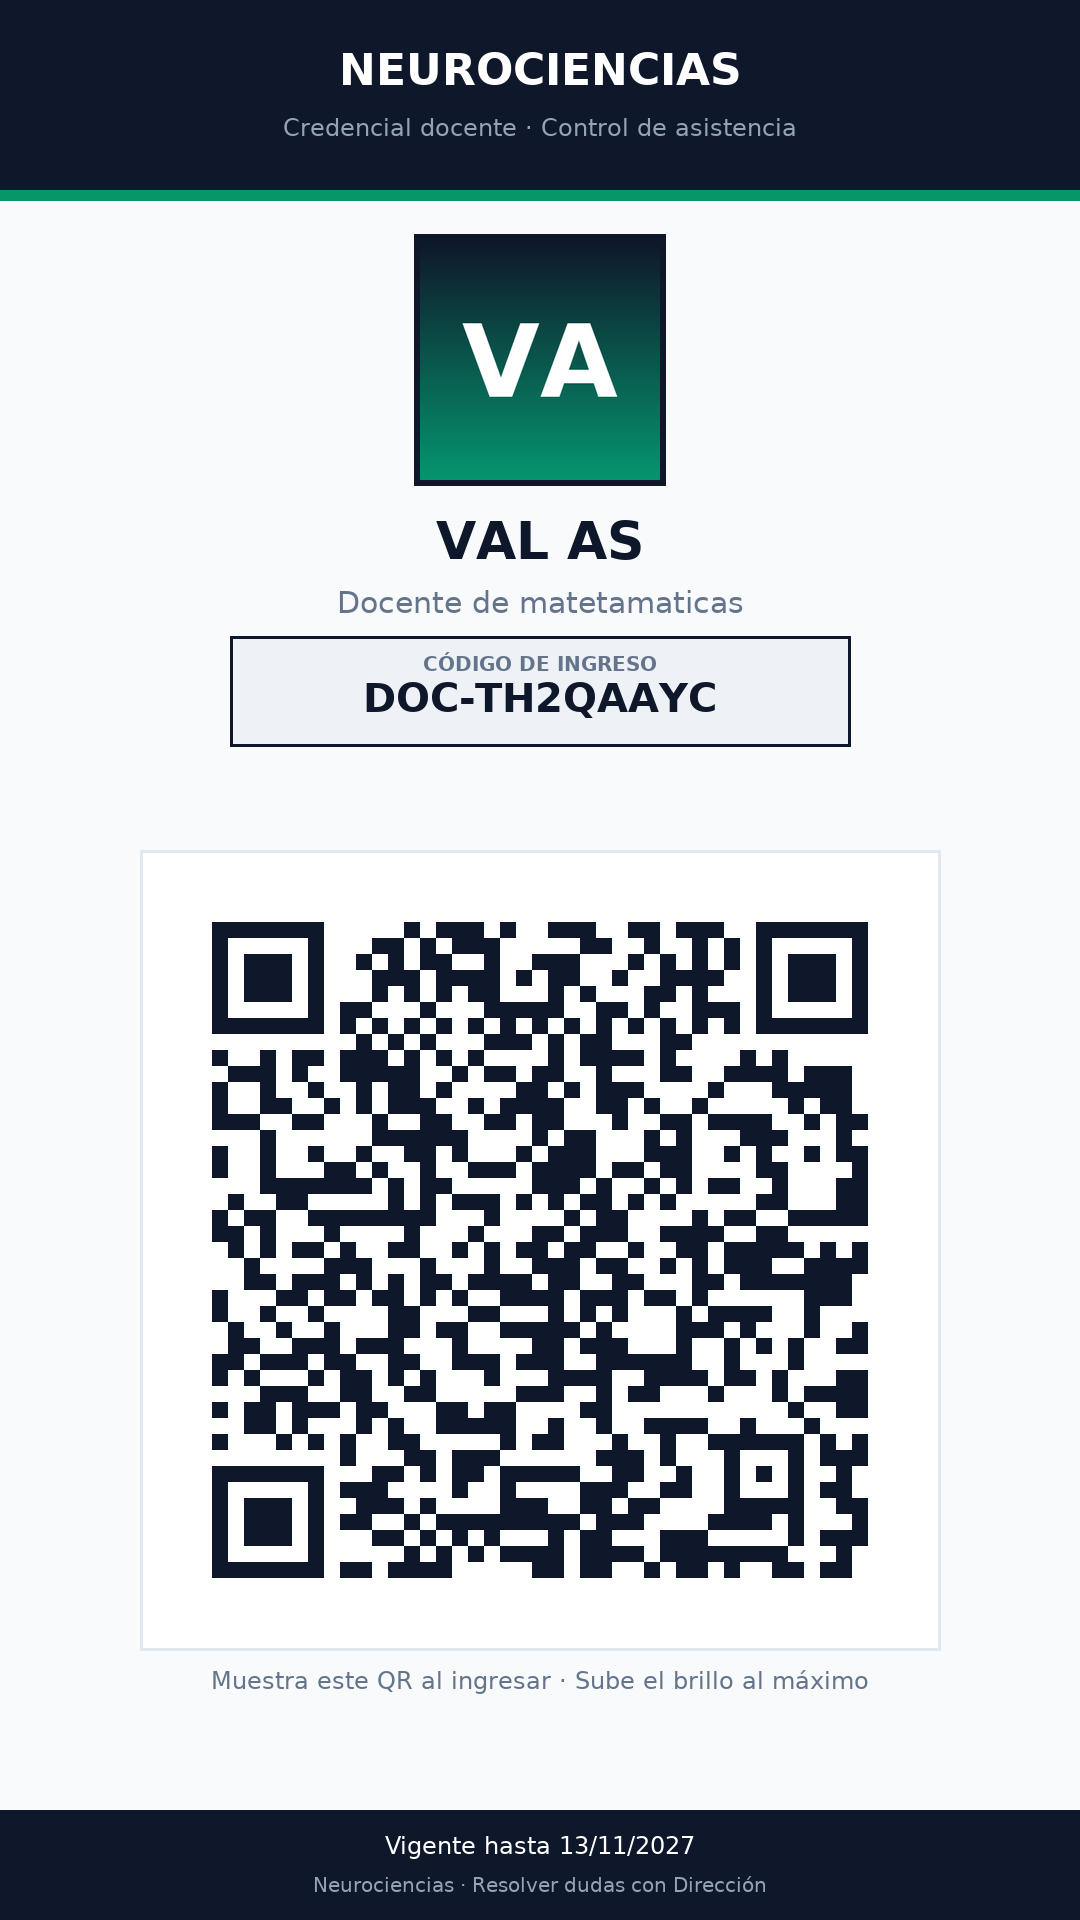 NEUROCIENCIAS
Credencial docente · Control de asistencia
VA
VAL AS
Docente de matetamaticas
CÓDIGO DE INGRESO
DOC-TH2QAAYC
Muestra este QR al ingresar · Sube el brillo al máximo
Vigente hasta 13/11/2027
Neurociencias · Resolver dudas con Dirección